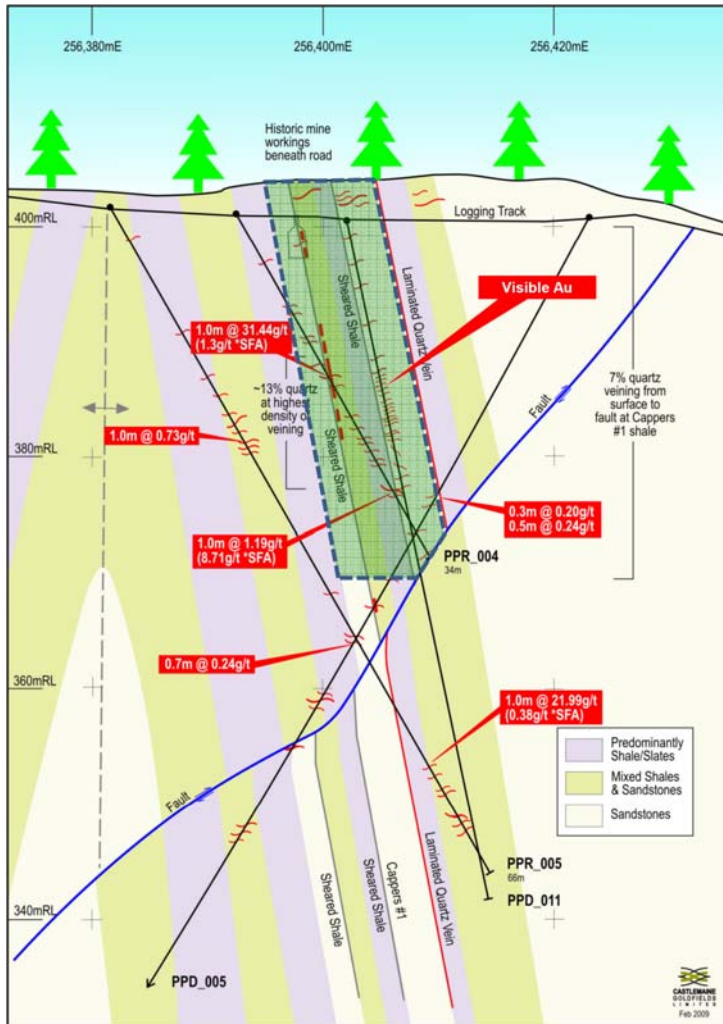 256,380mE
256,400mE
256,420mE
Historic mine
workings
beneath road
Logging Track
400mRL
Sheared Shale
Laminated Quartz Vein
Visible Au
1.0m @ 31.44g/t
(1.3g/t *SFA)
~13% quartz
at highest
density of
veining
7% quartz
veining from
surface to
fault at Cappers
#1 shale
Fault
1.0m @ 0.73g/t
380mRL
Sheared Shale
0.3m @ 0.20g/t
0.5m @ 0.24g/t
1.0m @ 1.19g/t
(8.71g/t *SFA)
PPR_004
34m
0.7m @ 0.24g/t
360mRL
1.0m @ 21.99g/t
(0.38g/t *SFA)
Predominantly
Shale/Slates
Mixed Shales
& Sandstones
Sandstones
Fault
PPR_005
66m
PPD_011
Sheared Shale
Sheared Shale
Cappers #1
Laminated Quartz Vein
340mRL
PPD_005
CASTLEMAINE
GOLDFIELDS
LIMITED
Feb 2009